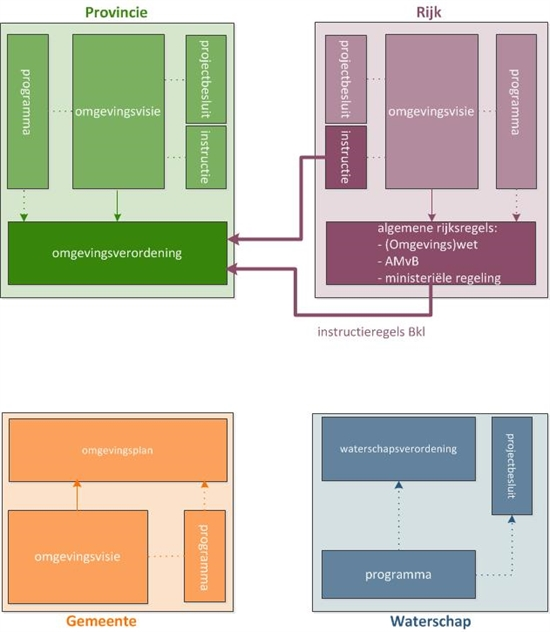 Provincie
programma
omgevingsvisie
projectbesluit
instructie
omgevingsverordening
Rijk
projectbesluit
instructie
omgevingsvisie
programma
algemene rijksregels:
- (Omgevings)wet
- AMvB
- ministeriële regeling
instructieregels Bkl
omgevingsplan
omgevingsvisie
programma
Gemeente
waterschapsverordening
projectbesluit
programma
Waterschap